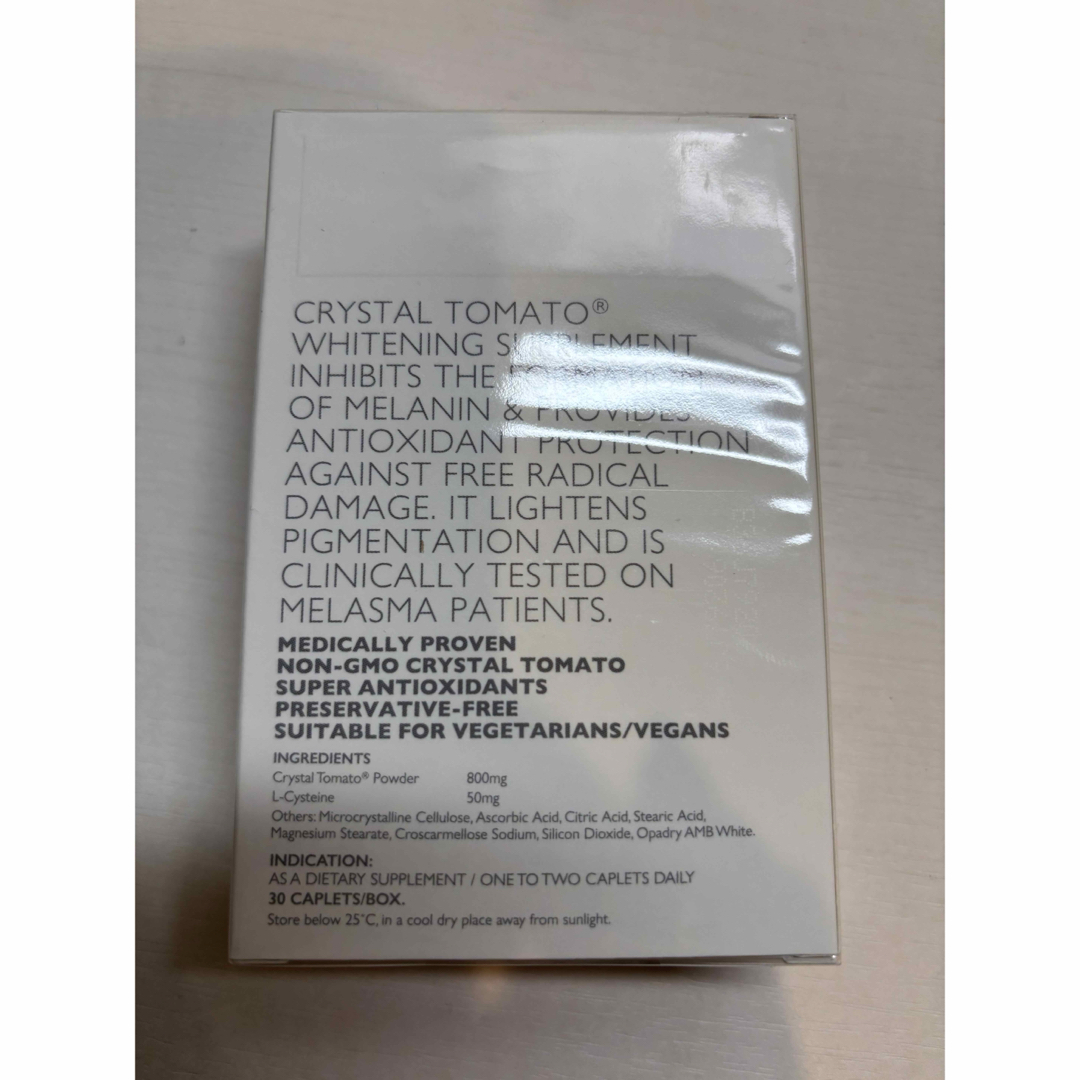 CRYSTAL TOMATO®
WHITENING SUPPLEMENT
INHIBITS THE FORMATION
OF MELANIN & PROVIDES
ANTIOXIDANT PROTECTION
AGAINST FREE RADICAL
DAMAGE. IT LIGHTENS
PIGMENTATION AND IS
CLINICALLY TESTED ON
MELASMA PATIENTS.
MEDICALLY PROVEN
NON-GMO CRYSTAL TOMATO
SUPER ANTIOXIDANTS
PRESERVATIVE-FREE
SUITABLE FOR VEGETARIANS/VEGANS
INGREDIENTS
Crystal Tomato® Powder 800mg
L-Cysteine 50mg
Others: Microcrystalline Cellulose, Ascorbic Acid, Citric Acid, Stearic Acid,
Magnesium Stearate, Croscarmellose Sodium, Silicon Dioxide, Opadry AMB White.
INDICATION:
AS A DIETARY SUPPLEMENT / ONE TO TWO CAPLETS DAILY
30 CAPLETS/BOX.
Store below 25°C, in a cool dry place away from sunlight.